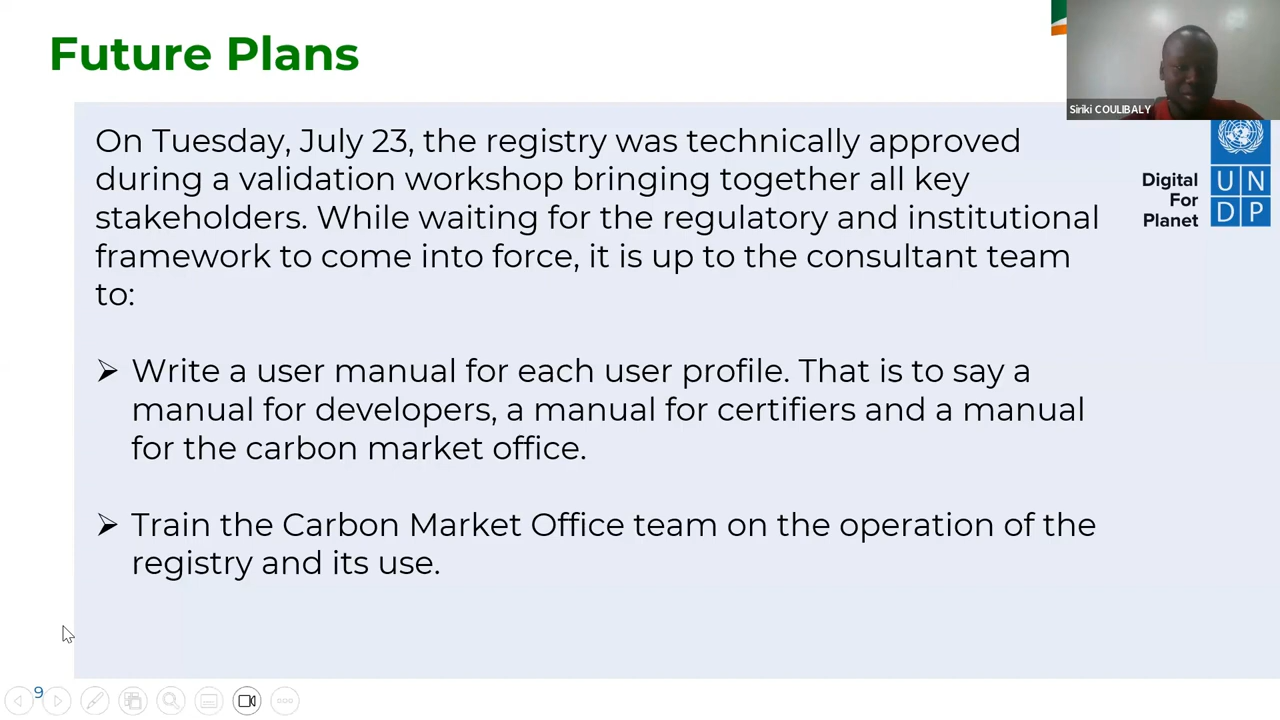 Future Plans
Siriki COULIBALY
On Tuesday, July 23, the registry was technically approved
during a validation workshop bringing together all key
stakeholders. While waiting for the regulatory and institutional
framework to come into force, it is up to the consultant team
to:
Digital
For
Planet
U N
D P
➢ Write a user manual for each user profile. That is to say a
manual for developers, a manual for certifiers and a manual
for the carbon market office.
➢ Train the Carbon Market Office team on the operation of the
registry and its use.
9